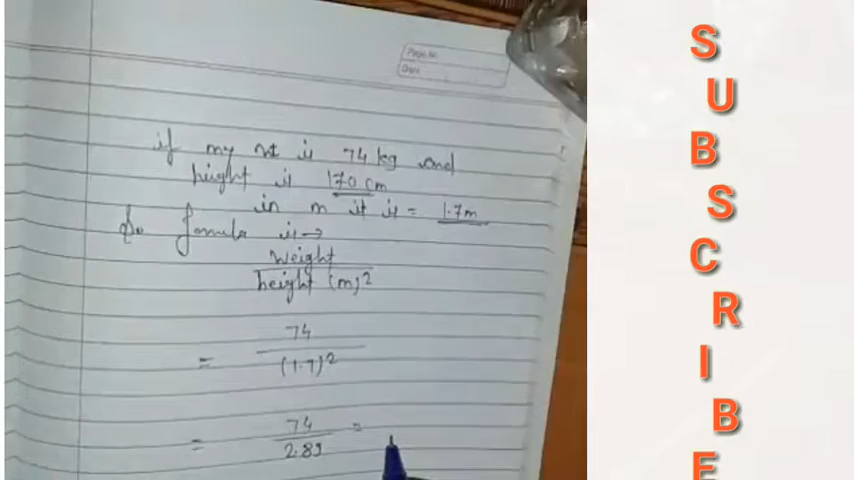 Page No.
Date
if my wt is 74 kg and
height is 170 cm
in m it is = 1.7m
So formula is →
weight
height (m)²
74
= (1.7)²
= 74 =
2.89
S
U
B
S
C
R
I
B
E